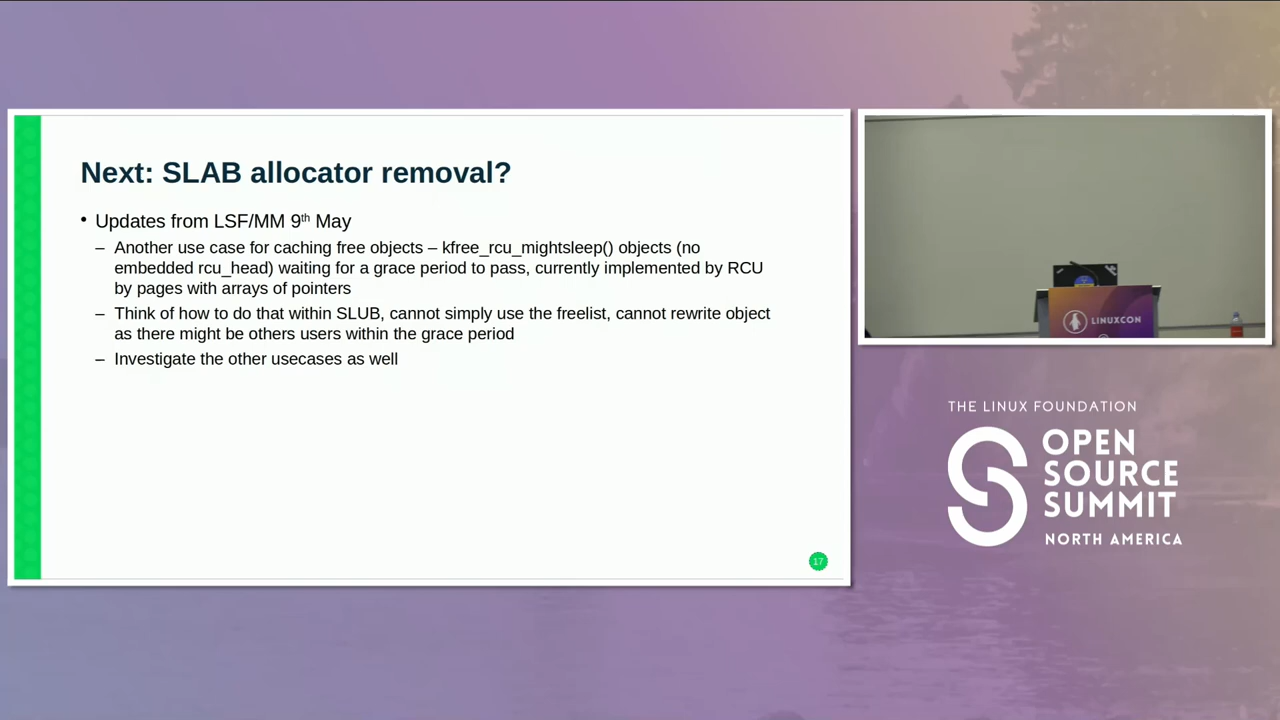 Next: SLAB allocator removal?
• Updates from LSF/MM 9th May
– Another use case for caching free objects – kfree_rcu_mightsleep() objects (no
embedded rcu_head) waiting for a grace period to pass, currently implemented by RCU
by pages with arrays of pointers
– Think of how to do that within SLUB, cannot simply use the freelist, cannot rewrite object
as there might be others users within the grace period
– Investigate the other usecases as well
17
LINUXCON
THE LINUX FOUNDATION
OPEN
SOURCE
SUMMIT
NORTH AMERICA